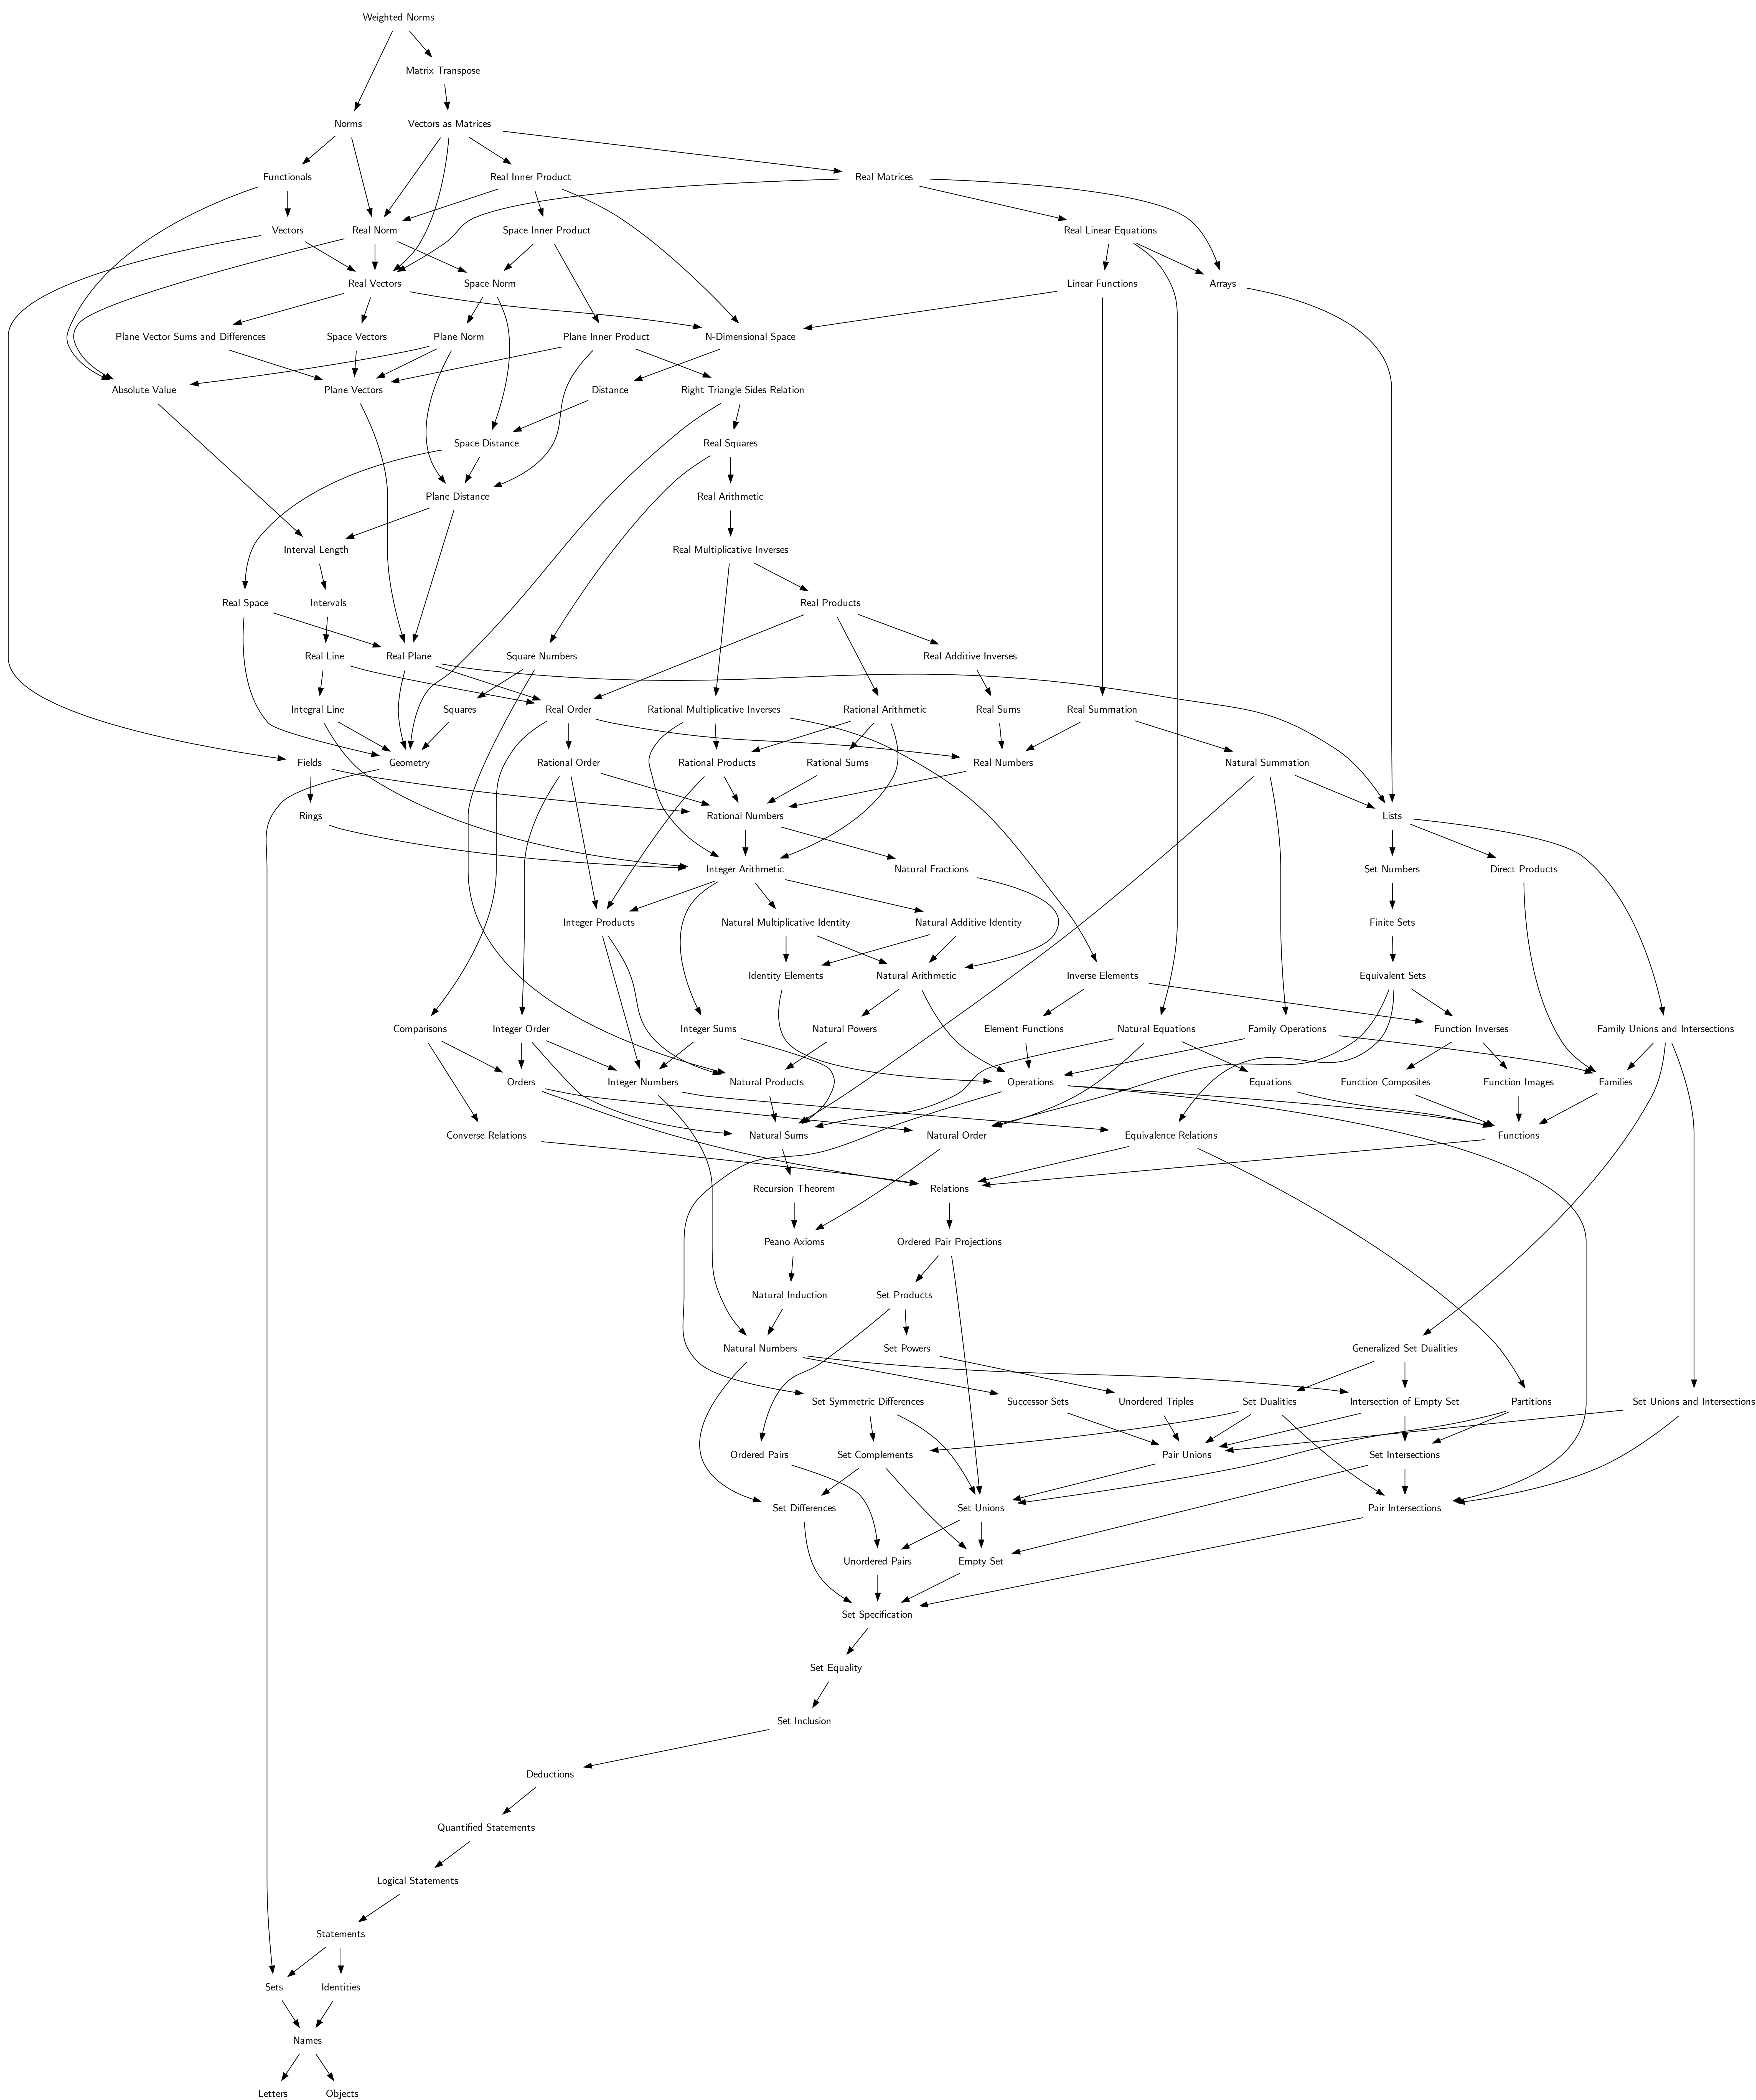 Weighted Norms
Matrix Transpose
Norms
Vectors as Matrices
Functionals
Real Inner Product
Real Matrices
Vectors
Real Norm
Space Inner Product
Real Linear Equations
Real Vectors
Space Norm
Linear Functions
Arrays
Plane Vector Sums and Differences
Space Vectors
Plane Norm
Plane Inner Product
N-Dimensional Space
Absolute Value
Plane Vectors
Distance
Right Triangle Sides Relation
Space Distance
Real Squares
Plane Distance
Real Arithmetic
Interval Length
Real Multiplicative Inverses
Real Space
Intervals
Real Products
Real Line
Real Plane
Square Numbers
Real Additive Inverses
Integral Line
Squares
Real Order
Rational Multiplicative Inverses
Rational Arithmetic
Real Sums
Real Summation
Fields
Geometry
Rational Order
Rational Products
Rational Sums
Real Numbers
Natural Summation
Rings
Rational Numbers
Lists
Integer Arithmetic
Natural Fractions
Set Numbers
Direct Products
Integer Products
Natural Multiplicative Identity
Natural Additive Identity
Finite Sets
Identity Elements
Natural Arithmetic
Inverse Elements
Equivalent Sets
Comparisons
Integer Order
Integer Sums
Natural Powers
Element Functions
Natural Equations
Family Operations
Function Inverses
Family Unions and Intersections
Orders
Integer Numbers
Natural Products
Operations
Equations
Function Composites
Function Images
Families
Converse Relations
Natural Sums
Natural Order
Equivalence Relations
Functions
Recursion Theorem
Relations
Peano Axioms
Ordered Pair Projections
Natural Induction
Set Products
Natural Numbers
Set Powers
Generalized Set Dualities
Set Symmetric Differences
Successor Sets
Unordered Triples
Set Dualities
Intersection of Empty Set
Partitions
Set Unions and Intersections
Ordered Pairs
Set Complements
Pair Unions
Set Intersections
Set Differences
Set Unions
Pair Intersections
Unordered Pairs
Empty Set
Set Specification
Set Equality
Set Inclusion
Deductions
Quantified Statements
Logical Statements
Statements
Sets
Identities
Names
Letters
Objects